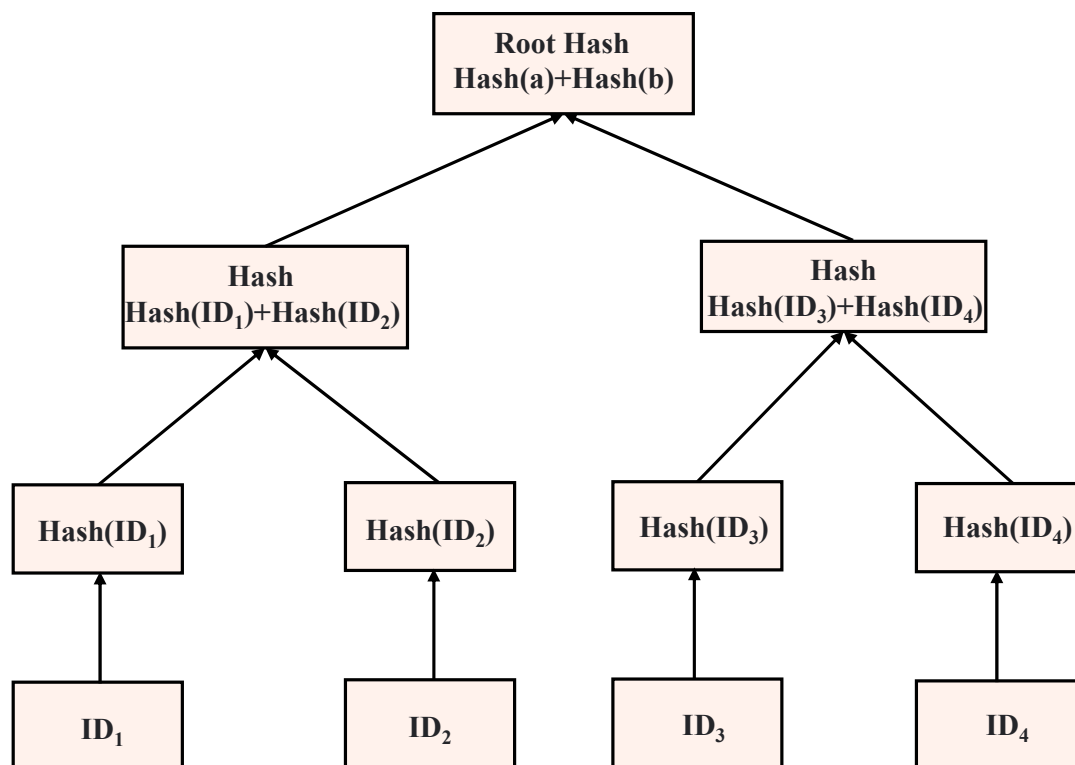 Root Hash
Hash(a)+Hash(b)
Hash
Hash(ID₁)+Hash(ID₂)
Hash
Hash(ID₃)+Hash(ID₄)
Hash(ID₁)
Hash(ID₂)
Hash(ID₃)
Hash(ID₄)
ID₁
ID₂
ID₃
ID₄